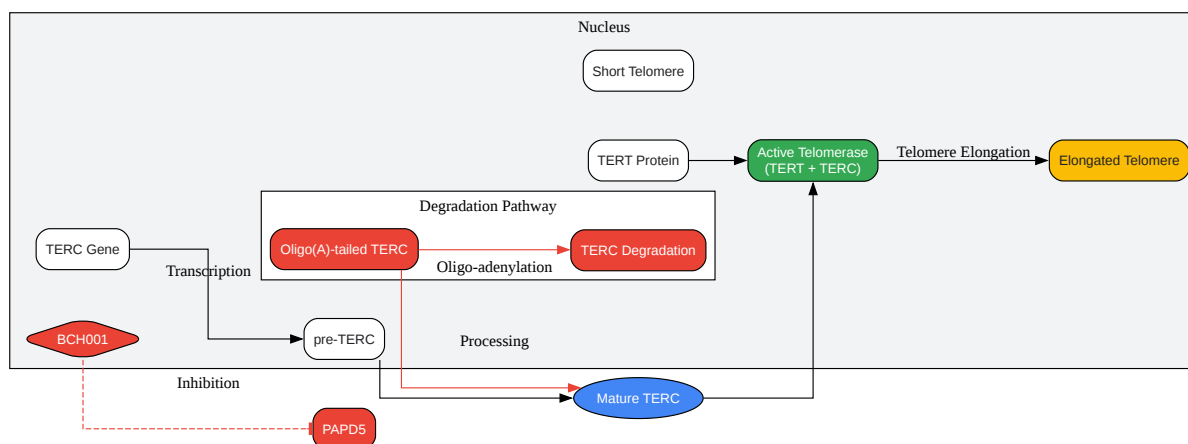 Nucleus
Short Telomere
TERT Protein
Active Telomerase
(TERT + TERC)
Telomere Elongation
Elongated Telomere
Degradation Pathway
TERC Gene
Oligo(A)-tailed TERC
TERC Degradation
Transcription
Oligo-adenylation
BCH001
pre-TERC
Processing
Inhibition
Mature TERC
PAPD5